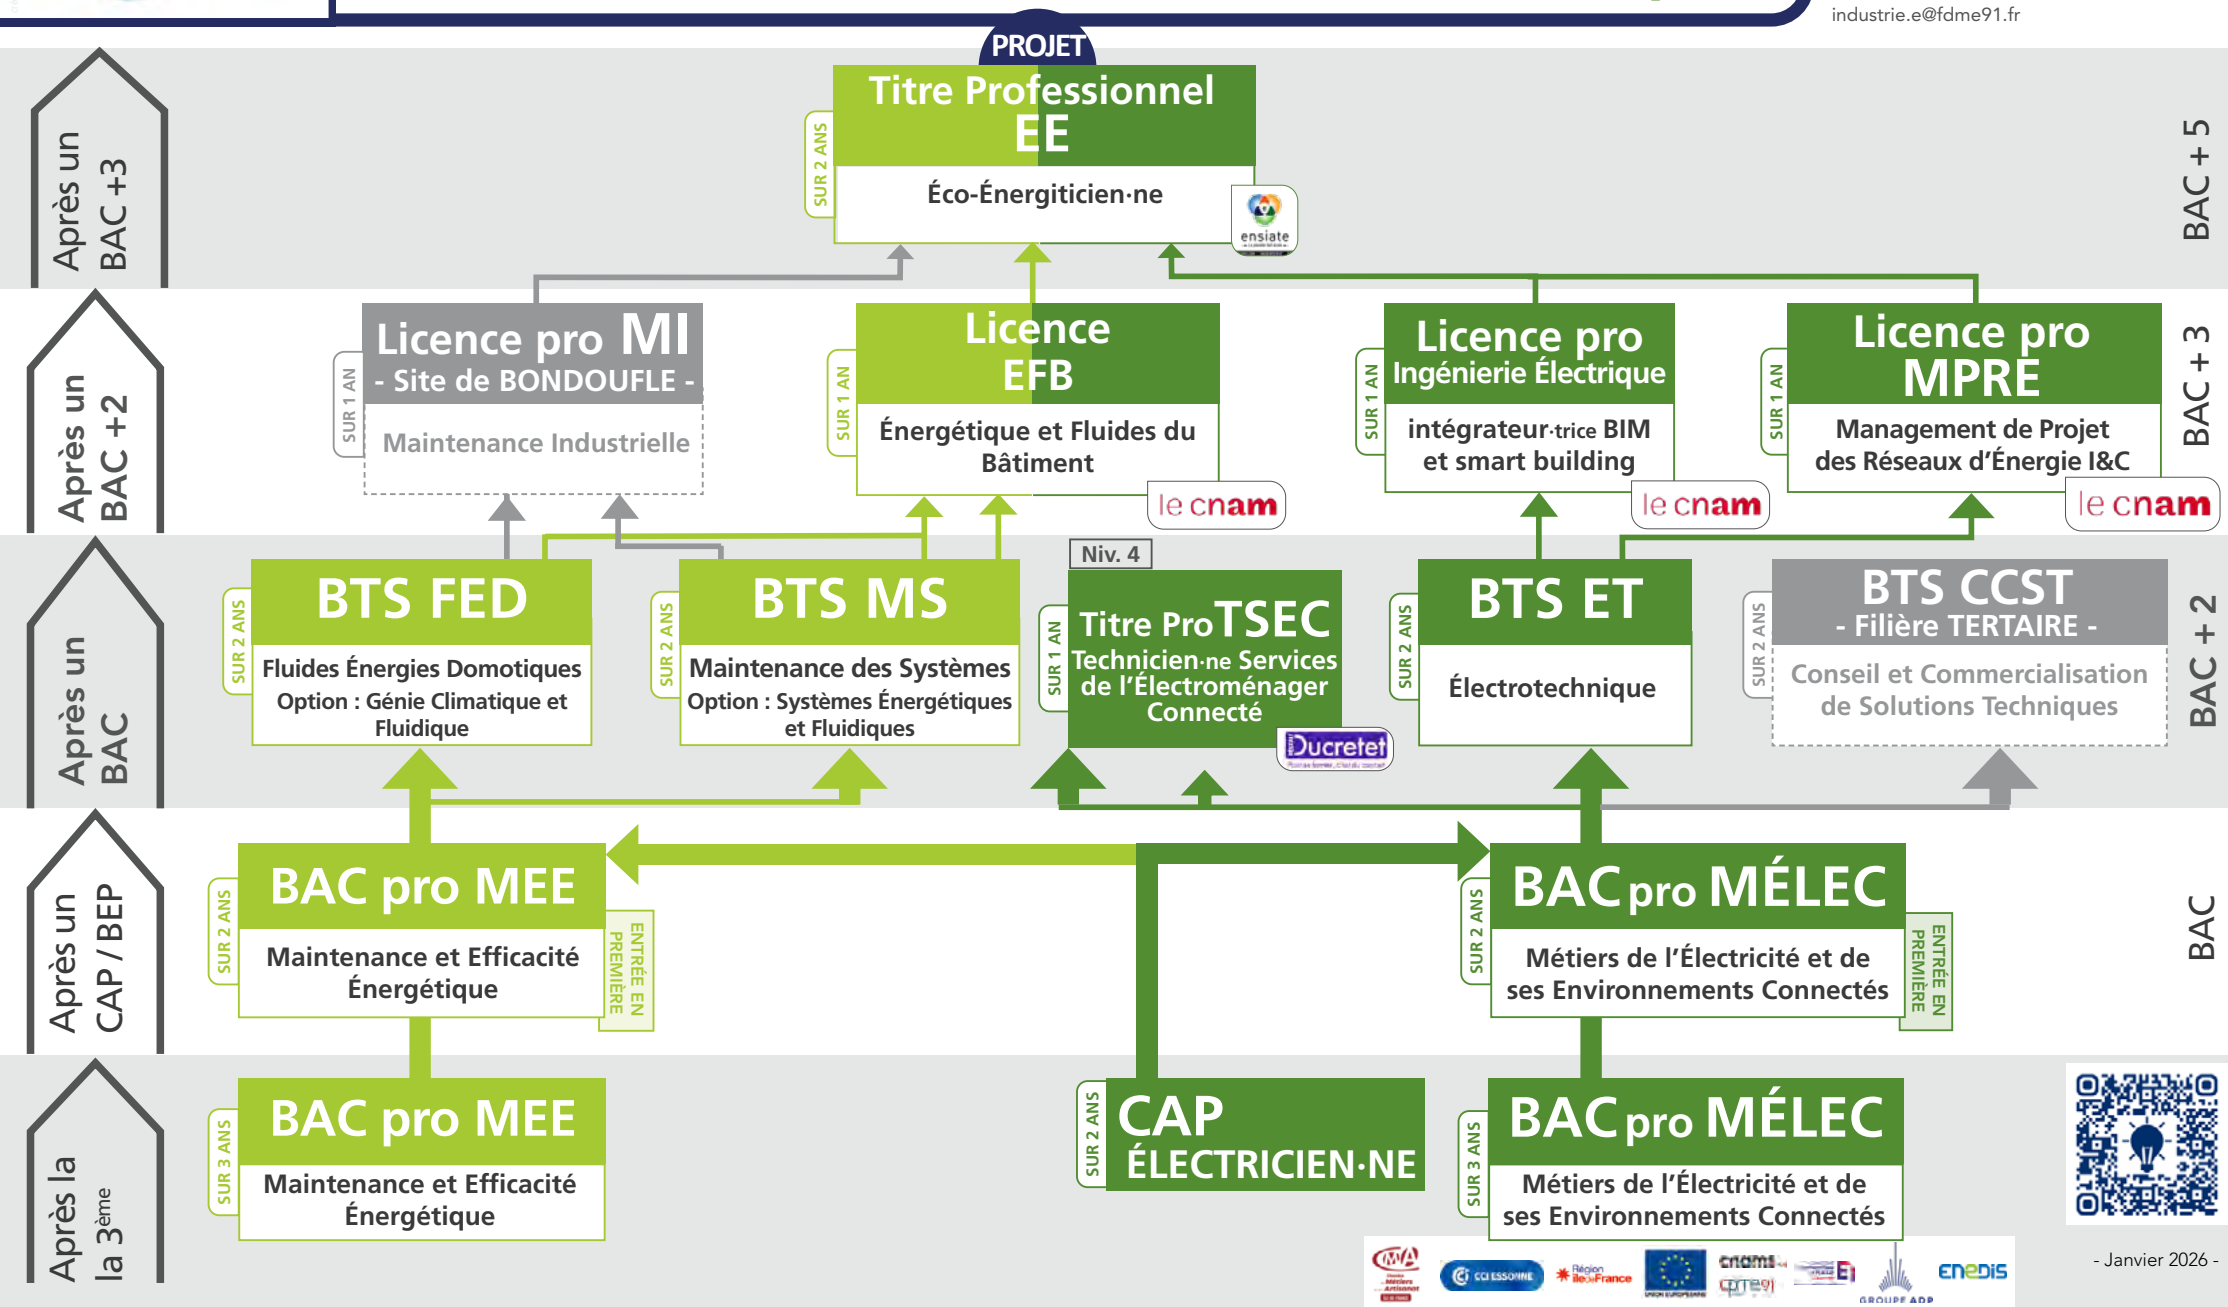 industrie.e@fdme91.fr
PROJET
Après un
BAC +3
SUR 2 ANS
Titre Professionnel
EE
Éco-Énergiticien·ne
ensiate
BAC + 5
Après un
BAC +2
SUR 1 AN
Licence pro MI
- Site de BONDOUFLE -
Maintenance Industrielle
SUR 1 AN
Licence
EFB
Énergétique et Fluides du
Bâtiment
le cnam
SUR 1 AN
Licence pro
Ingénierie Électrique
intégrateur·trice BIM
et smart building
le cnam
SUR 1 AN
Licence pro
MPRE
Management de Projet
des Réseaux d'Énergie I&C
le cnam
BAC + 3
Après un
BAC
SUR 2 ANS
BTS FED
Fluides Énergies Domotiques
Option : Génie Climatique et
Fluidique
SUR 2 ANS
BTS MS
Maintenance des Systèmes
Option : Systèmes Énergétiques
et Fluidiques
Niv. 4
SUR 1 AN
Titre Pro TSEC
Technicien·ne Services
de l'Électroménager
Connecté
Ducretet
SUR 2 ANS
BTS ET
Électrotechnique
SUR 2 ANS
BTS CCST
- Filière TERTAIRE -
Conseil et Commercialisation
de Solutions Techniques
BAC + 2
Après un
CAP / BEP
SUR 2 ANS
BAC pro MEE
Maintenance et Efficacité
Énergétique
ENTRÉE EN
PREMIÈRE
SUR 2 ANS
BAC pro MÉLEC
Métiers de l'Électricité et de
ses Environnements Connectés
ENTRÉE EN
PREMIÈRE
BAC
Après la
la 3ème
SUR 3 ANS
BAC pro MEE
Maintenance et Efficacité
Énergétique
SUR 2 ANS
CAP
ÉLECTRICIEN·NE
SUR 3 ANS
BAC pro MÉLEC
Métiers de l'Électricité et de
ses Environnements Connectés
CCI ESSONNE
Région
îledeFrance
UNION EUROPÉENNE
cnams
cpme91
GROUPE ADP
ENEDIS
- Janvier 2026 -